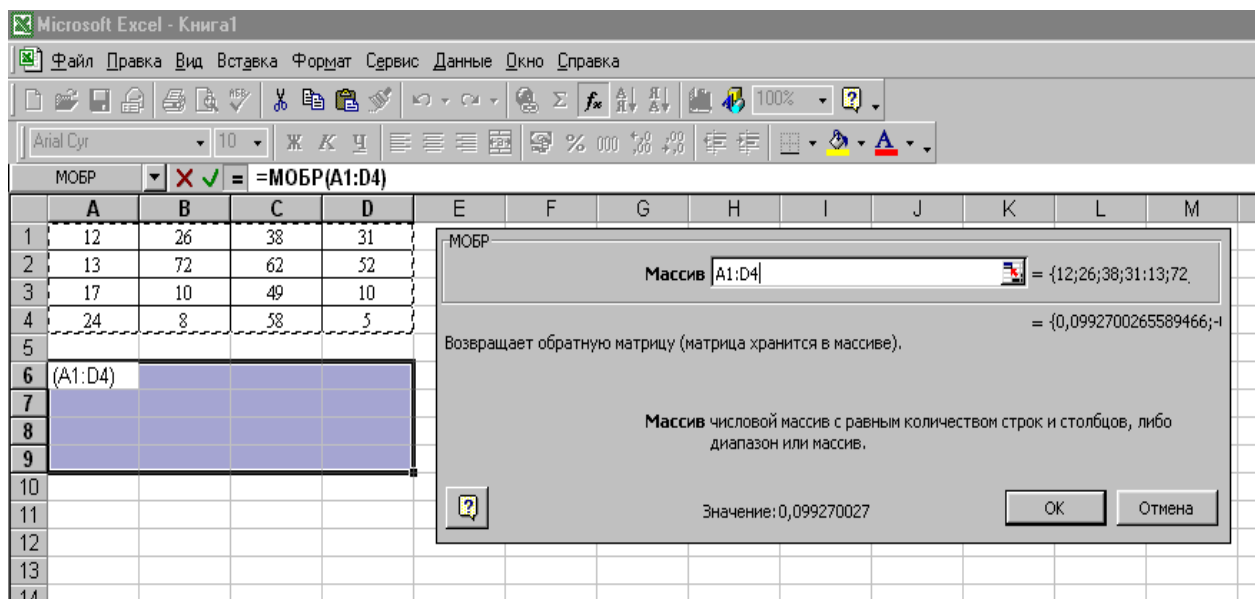 Microsoft Excel - Книга1
Файл Правка Вид Вставка Формат Сервис Данные Окно Справка
100%
Arial Cyr 10 Ж К Ч % 000
МОБР = =МОБР(A1:D4)
A B C D E F G H I J K L M
1 12 26 38 31
2 13 72 62 52
3 17 10 49 10
4 24 8 58 5
5
6 (A1:D4)
7
8
9
10
11
12
13
14
МОБР
Массив A1:D4 = {12;26;38;31:13;72
= {0,0992700265589466;-
Возвращает обратную матрицу (матрица хранится в массиве).
Массив числовой массив с равным количеством строк и столбцов, либо
диапазон или массив.
Значение:0,099270027
ОК Отмена